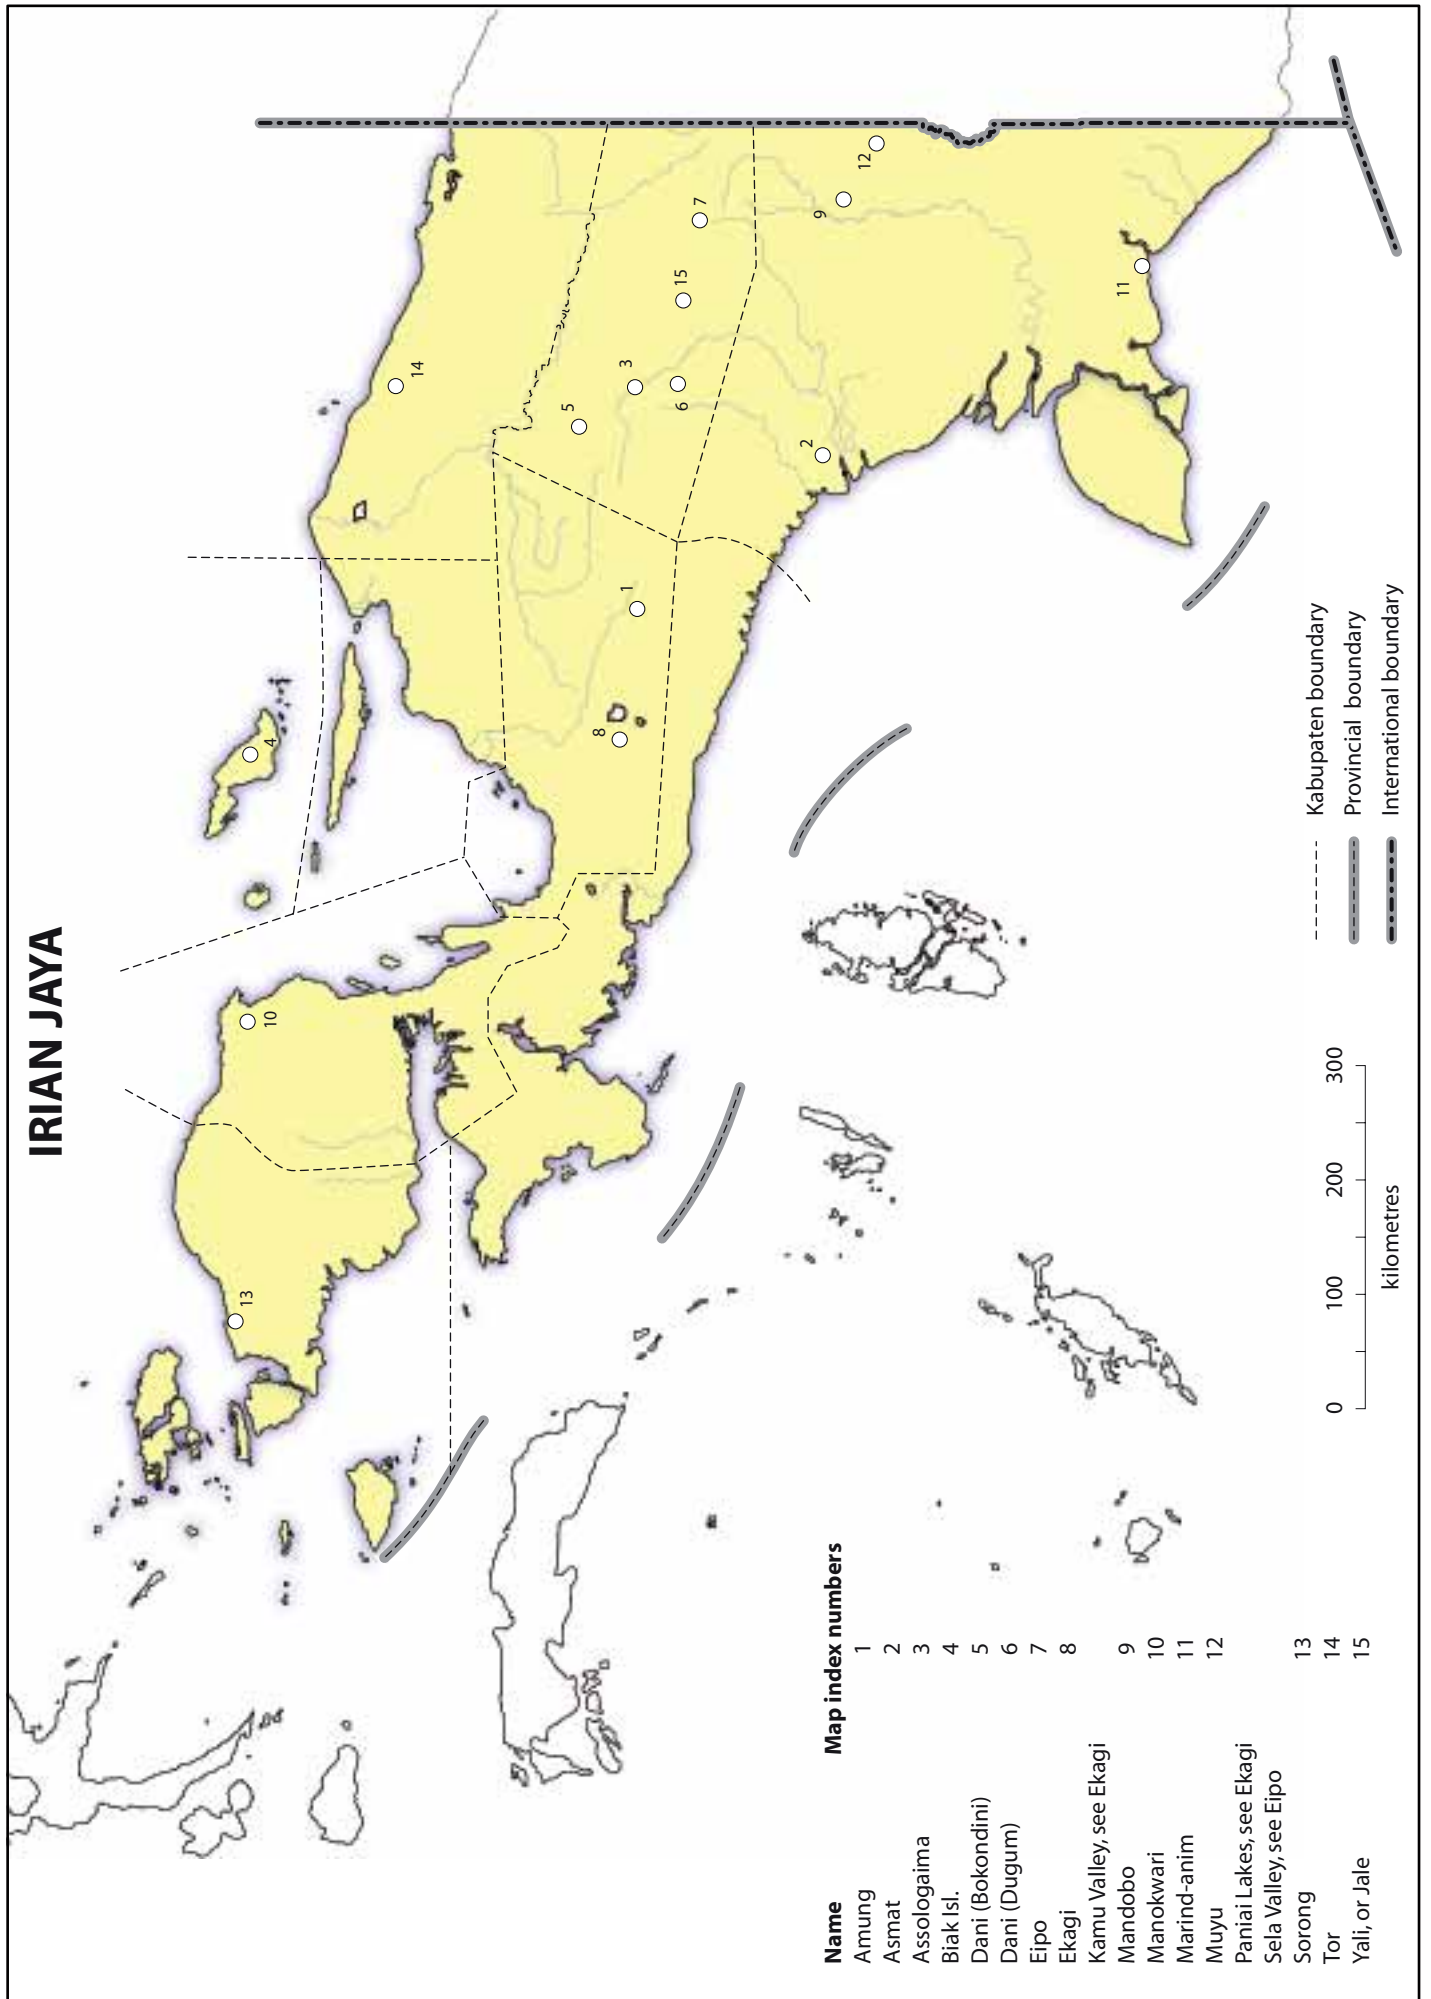 IRIAN JAYA
4
14
12
9
7
15
3
5
6
2
11
1
8
10
13
Kabupaten boundary
Provincial boundary
International boundary
0 100 200 300
kilometres
Name Map index numbers
Amung 1
Asmat 2
Assologaima 3
Biak Isl. 4
Dani (Bokondini) 5
Dani (Dugum) 6
Eipo 7
Ekagi 8
Kamu Valley, see Ekagi
Mandobo 9
Manokwari 10
Marind-anim 11
Muyu 12
Paniai Lakes, see Ekagi
Sela Valley, see Eipo
Sorong 13
Tor 14
Yali, or Jale 15